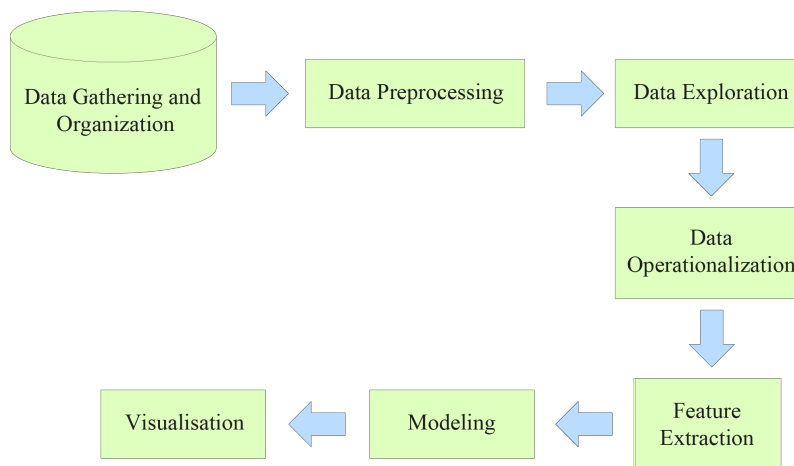 Data Gathering and
Organization
Data Preprocessing
Data Exploration
Data
Operationalization
Feature
Extraction
Modeling
Visualisation